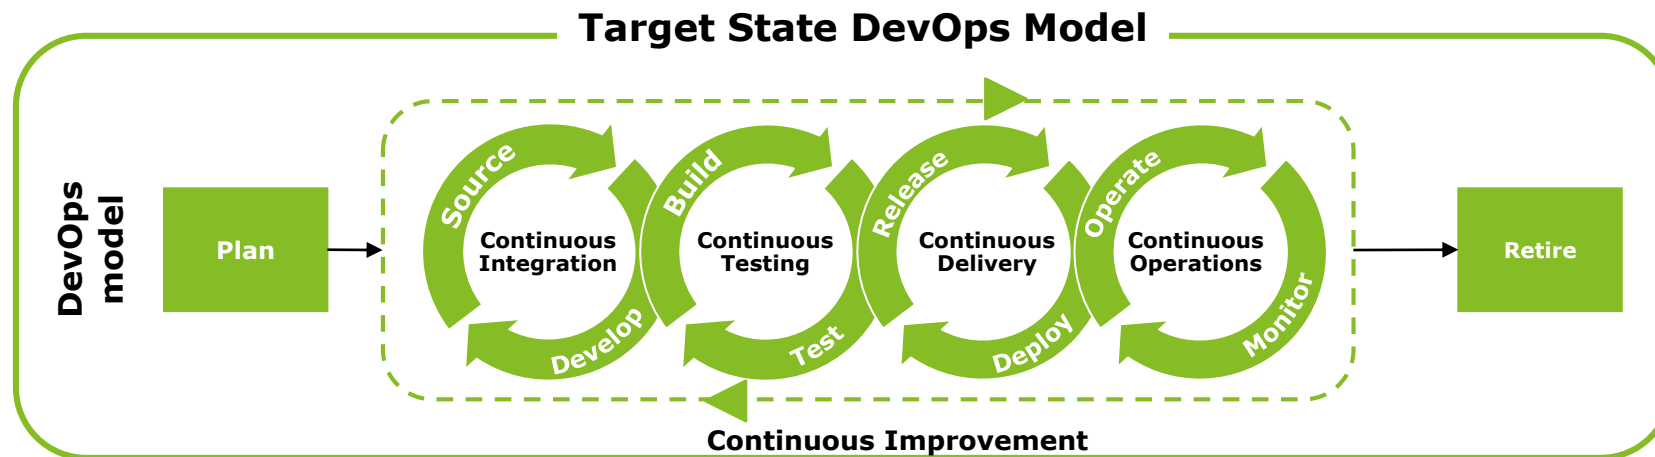 Target State DevOps Model
DevOps
model
Plan
Source
Develop
Continuous
Integration
Build
Test
Continuous
Testing
Release
Deploy
Continuous
Delivery
Operate
Monitor
Continuous
Operations
Retire
Continuous Improvement